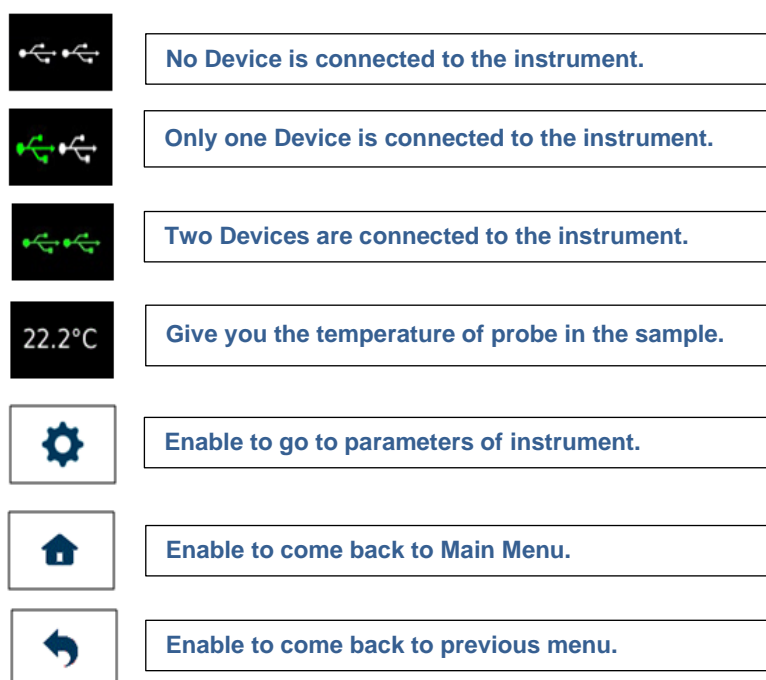 No Device is connected to the instrument.
Only one Device is connected to the instrument.
Two Devices are connected to the instrument.
22.2°C
Give you the temperature of probe in the sample.
Enable to go to parameters of instrument.
Enable to come back to Main Menu.
Enable to come back to previous menu.